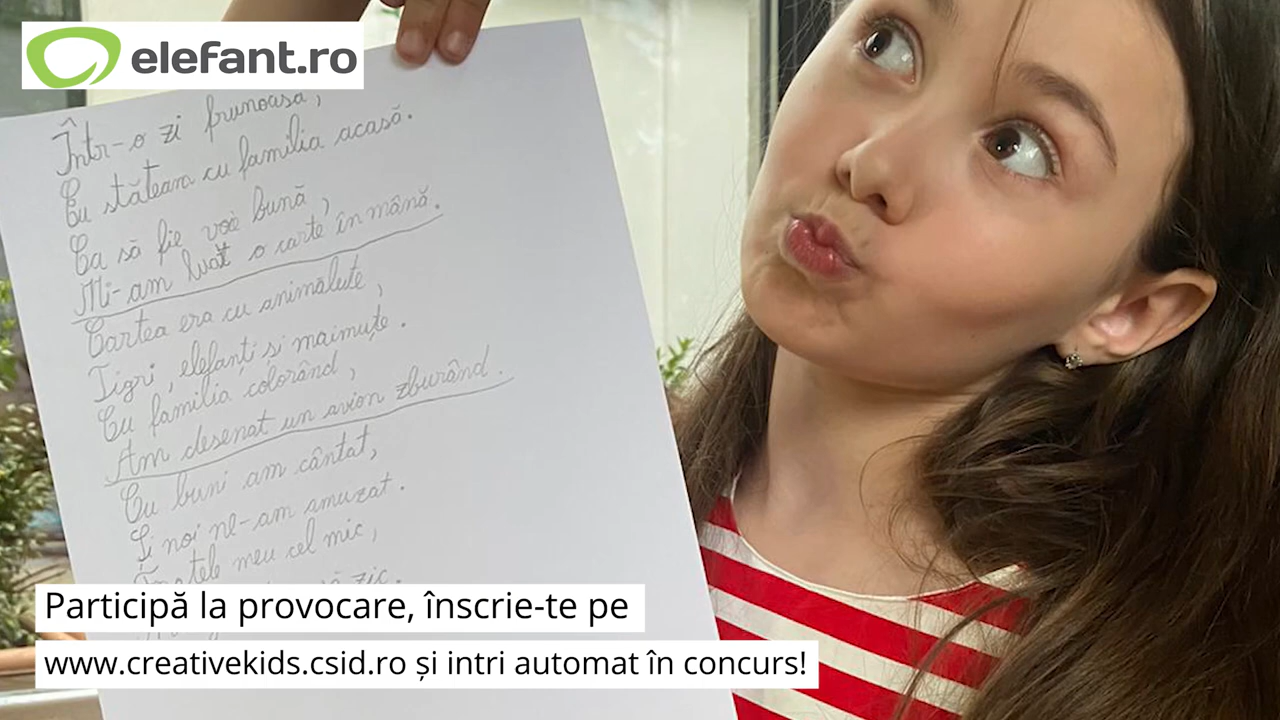 elefant.ro
Într-o zi frumoasă,
Eu stăteam cu familia acasă.
Ca să fie voie bună,
Mi-am luat o carte în mână.
Cartea era cu animăluțe,
Tigri, elefanți și maimuțe.
Cu familia colorând,
Am desenat un avion zburând.
Cu buni am cântat,
Și noi ne-am amuzat.
meu cel mic,
zic.
Participă la provocare, înscrie-te pe
www.creativekids.csid.ro și intri automat în concurs!